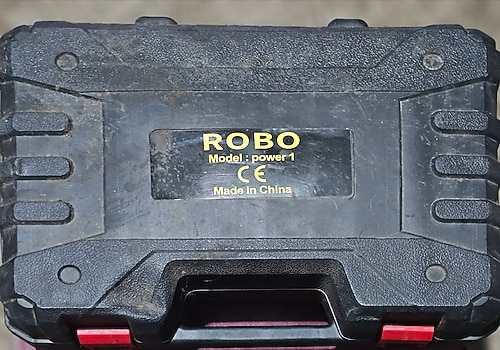 ROBO
Model : power 1
CE
Made in China